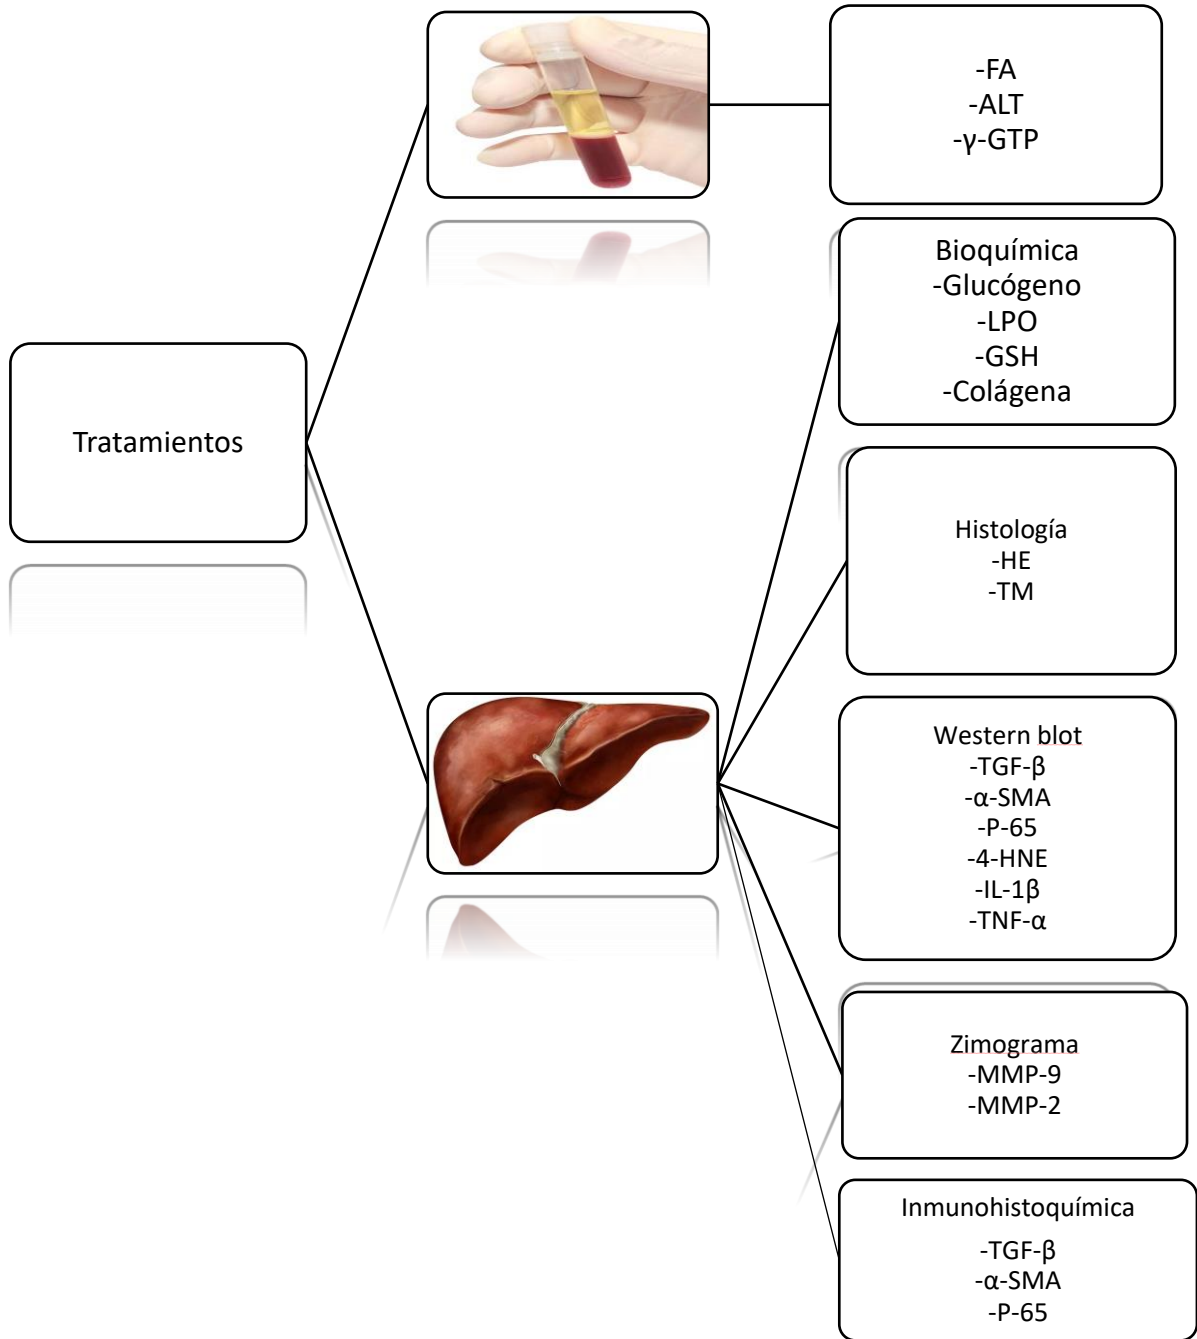 -FA
-ALT
-γ-GTP
Bioquímica
-Glucógeno
-LPO
-GSH
-Colágena
Tratamientos
Histología
-HE
-TM
Western blot
-TGF-β
-α-SMA
-P-65
-4-HNE
-IL-1β
-TNF-α
Zimograma
-MMP-9
-MMP-2
Inmunohistoquímica
-TGF-β
-α-SMA
-P-65